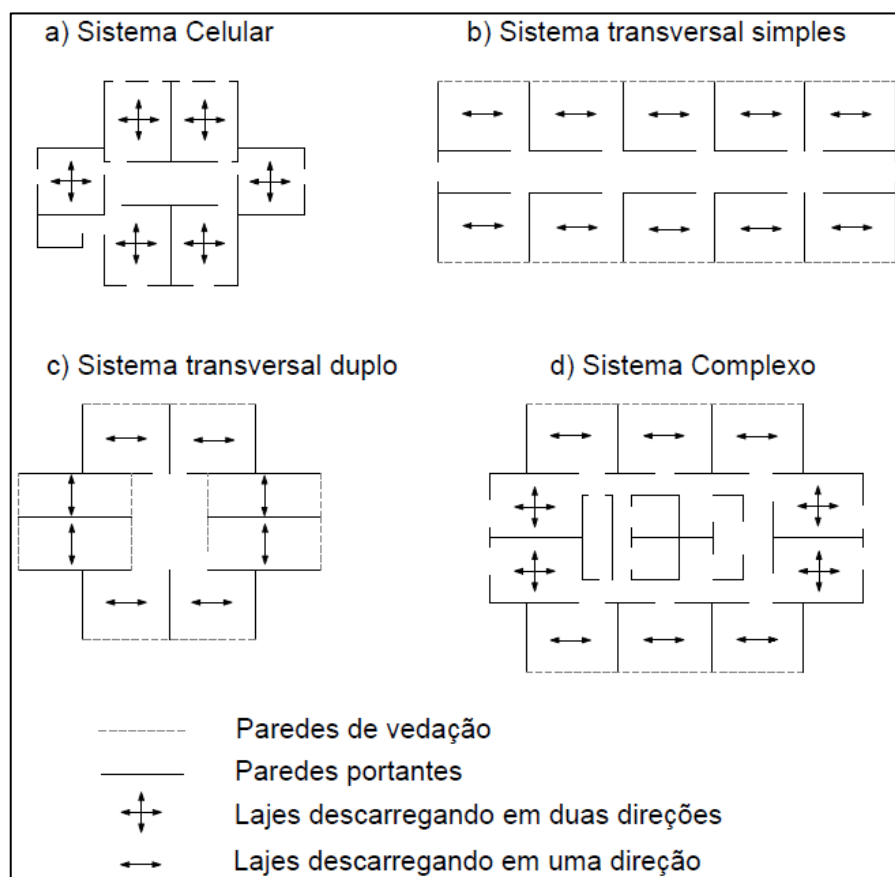 a) Sistema Celular
b) Sistema transversal simples
c) Sistema transversal duplo
d) Sistema Complexo
Paredes de vedação
Paredes portantes
Lajes descarregando em duas direções
Lajes descarregando em uma direção